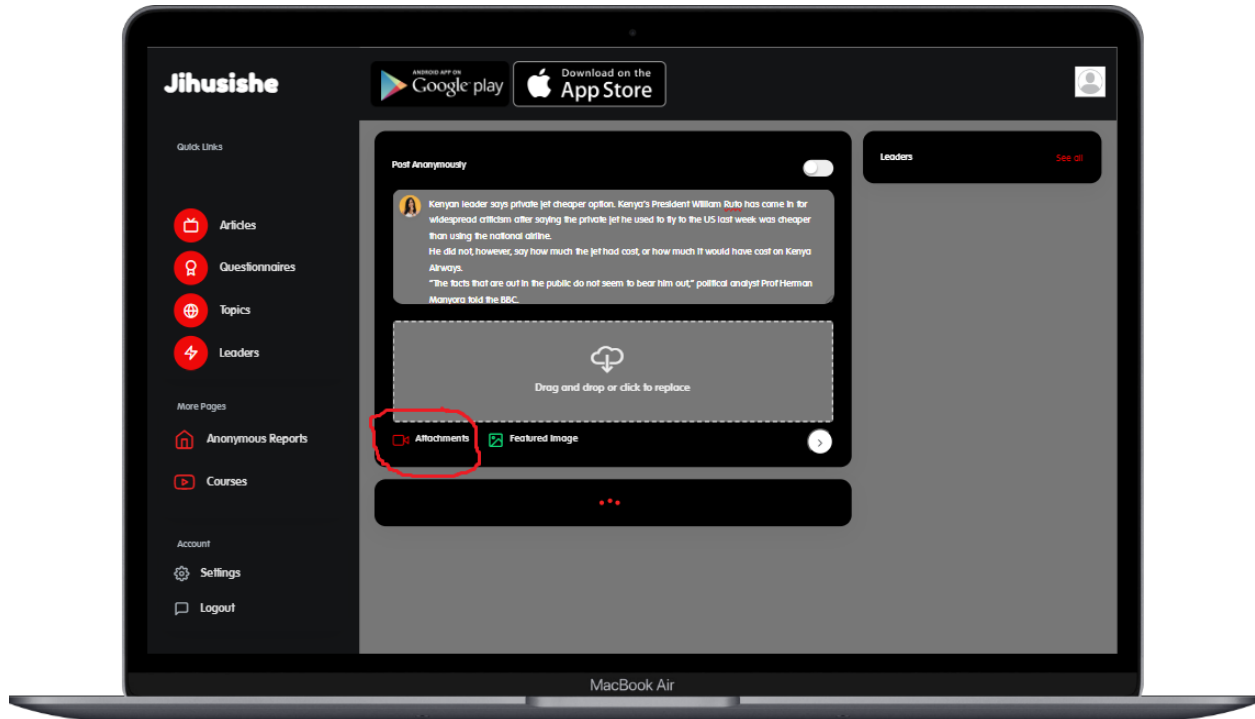 Jihusishe
ANDROID APP ON
Google play
Download on the
App Store
Quick Links
Articles
Questionnaires
Topics
Leaders
More Pages
Anonymous Reports
Courses
Account
Settings
Logout
Post Anonymously
Kenyan leader says private jet cheaper option. Kenya's President William Ruto has come in for
widespread criticism after saying the private jet he used to fly to the US last week was cheaper
than using the national airline.
He did not, however, say how much the jet had cost, or how much it would have cost on Kenya
Airways.
"The facts that are out in the public do not seem to bear him out," political analyst Prof Herman
Manyora told the BBC.
Drag and drop or click to replace
Attachments
Featured Image
Leaders
See all
MacBook Air